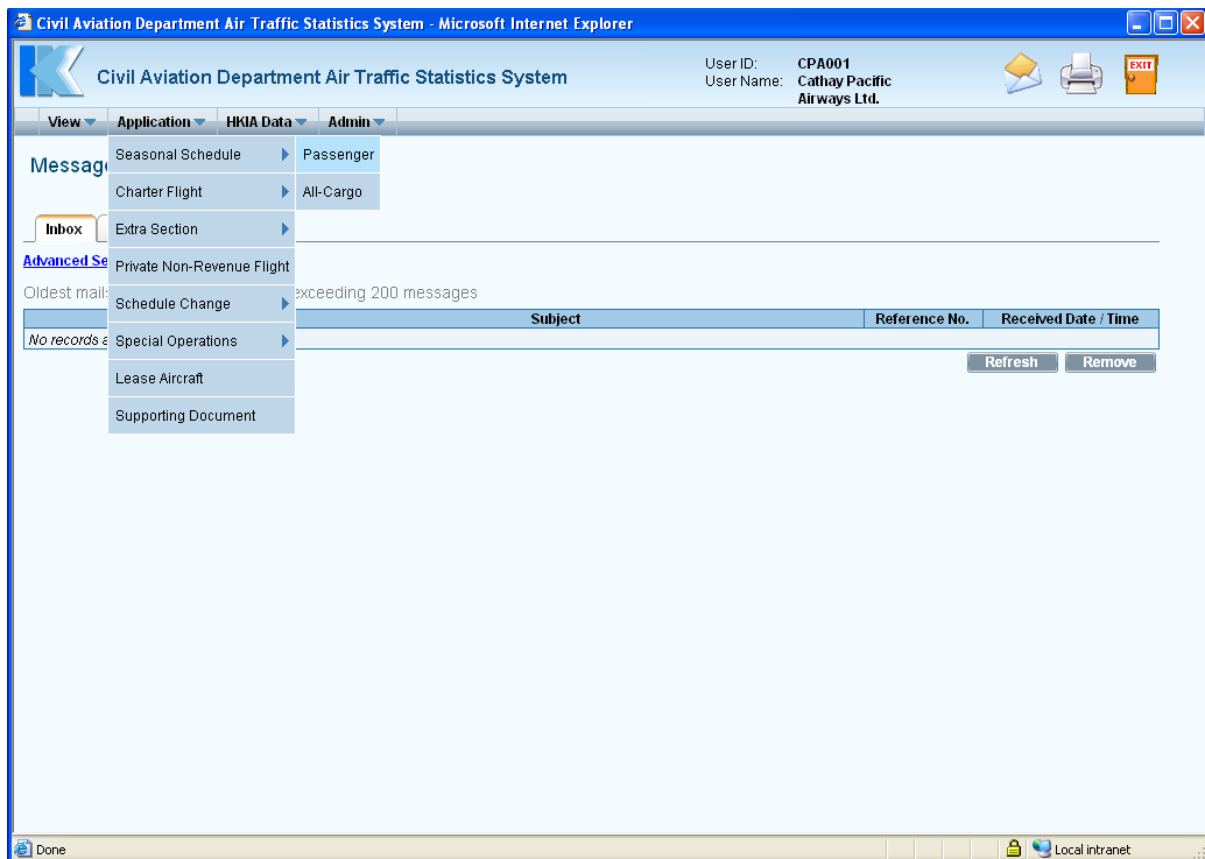 Civil Aviation Department Air Traffic Statistics System - Microsoft Internet Explorer
Civil Aviation Department Air Traffic Statistics System
User ID: CPA001
User Name: Cathay Pacific
Airways Ltd.
EXIT
View Application HKIA Data Admin
Messag
Seasonal Schedule
Passenger
Charter Flight
All-Cargo
Inbox
Extra Section
Advanced Se
Private Non-Revenue Flight
Oldest mail
exceeding 200 messages
Schedule Change
Subject Reference No. Received Date / Time
No records a
Special Operations
Refresh Remove
Lease Aircraft
Supporting Document
Done Local intranet